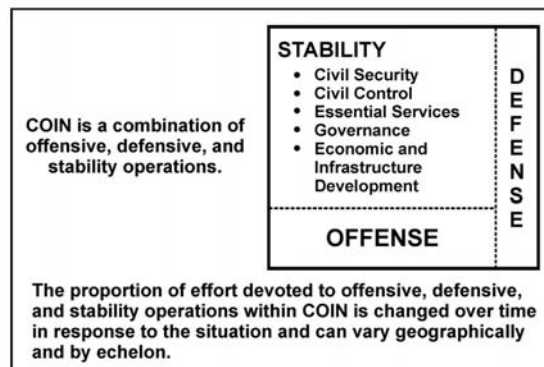 COIN is a combination of
offensive, defensive, and
stability operations.
STABILITY
• Civil Security
• Civil Control
• Essential Services
• Governance
• Economic and
Infrastructure
Development
DEFENSE
OFFENSE
The proportion of effort devoted to offensive, defensive,
and stability operations within COIN is changed over time
in response to the situation and can vary geographically
and by echelon.